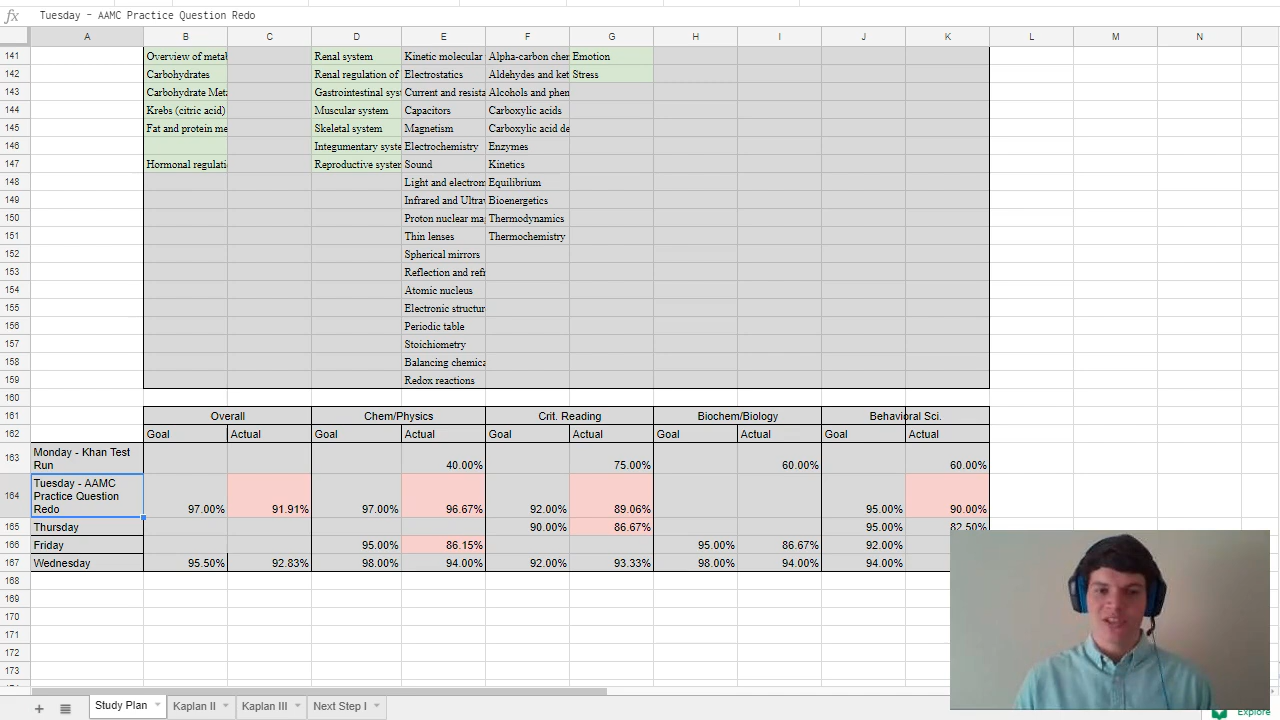 fx Tuesday - AAMC Practice Question Redo
A B C D E F G H I J K L M N
141 Overview of metal Renal system Kinetic molecular Alpha-carbon cher Emotion
142 Carbohydrates Renal regulation of Electrostatics Aldehydes and ket Stress
143 Carbohydrate Meta Gastrointestinal syst Current and resista Alcohols and phen
144 Krebs (citric acid) Muscular system Capacitors Carboxylic acids
145 Fat and protein me Skeletal system Magnetism Carboxylic acid de
146 Integumentary syste Electrochemistry Enzymes
147 Hormonal regulati Reproductive system Sound Kinetics
148 Light and electrom Equilibrium
149 Infrared and Ultrav Bioenergetics
150 Proton nuclear ma Thermodynamics
151 Thin lenses Thermochemistry
152 Spherical mirrors
153 Reflection and refr
154 Atomic nucleus
155 Electronic structur
156 Periodic table
157 Stoichiometry
158 Balancing chemica
159 Redox reactions
160
161 Overall Chem/Physics Crit. Reading Biochem/Biology Behavioral Sci.
162 Goal Actual Goal Actual Goal Actual Goal Actual Goal Actual
Monday - Khan Test
163 Run 40.00% 75.00% 60.00% 60.00%
Tuesday - AAMC
164 Practice Question
Redo 97.00% 91.91% 97.00% 96.67% 92.00% 89.06% 95.00% 90.00%
165 Thursday 90.00% 86.67% 95.00% 82.50%
166 Friday 95.00% 86.15% 95.00% 86.67% 92.00%
167 Wednesday 95.50% 92.83% 98.00% 94.00% 92.00% 93.33% 98.00% 94.00% 94.00%
168
169
170
171
172
173
+ Study Plan Kaplan II Kaplan III Next Step I Explore